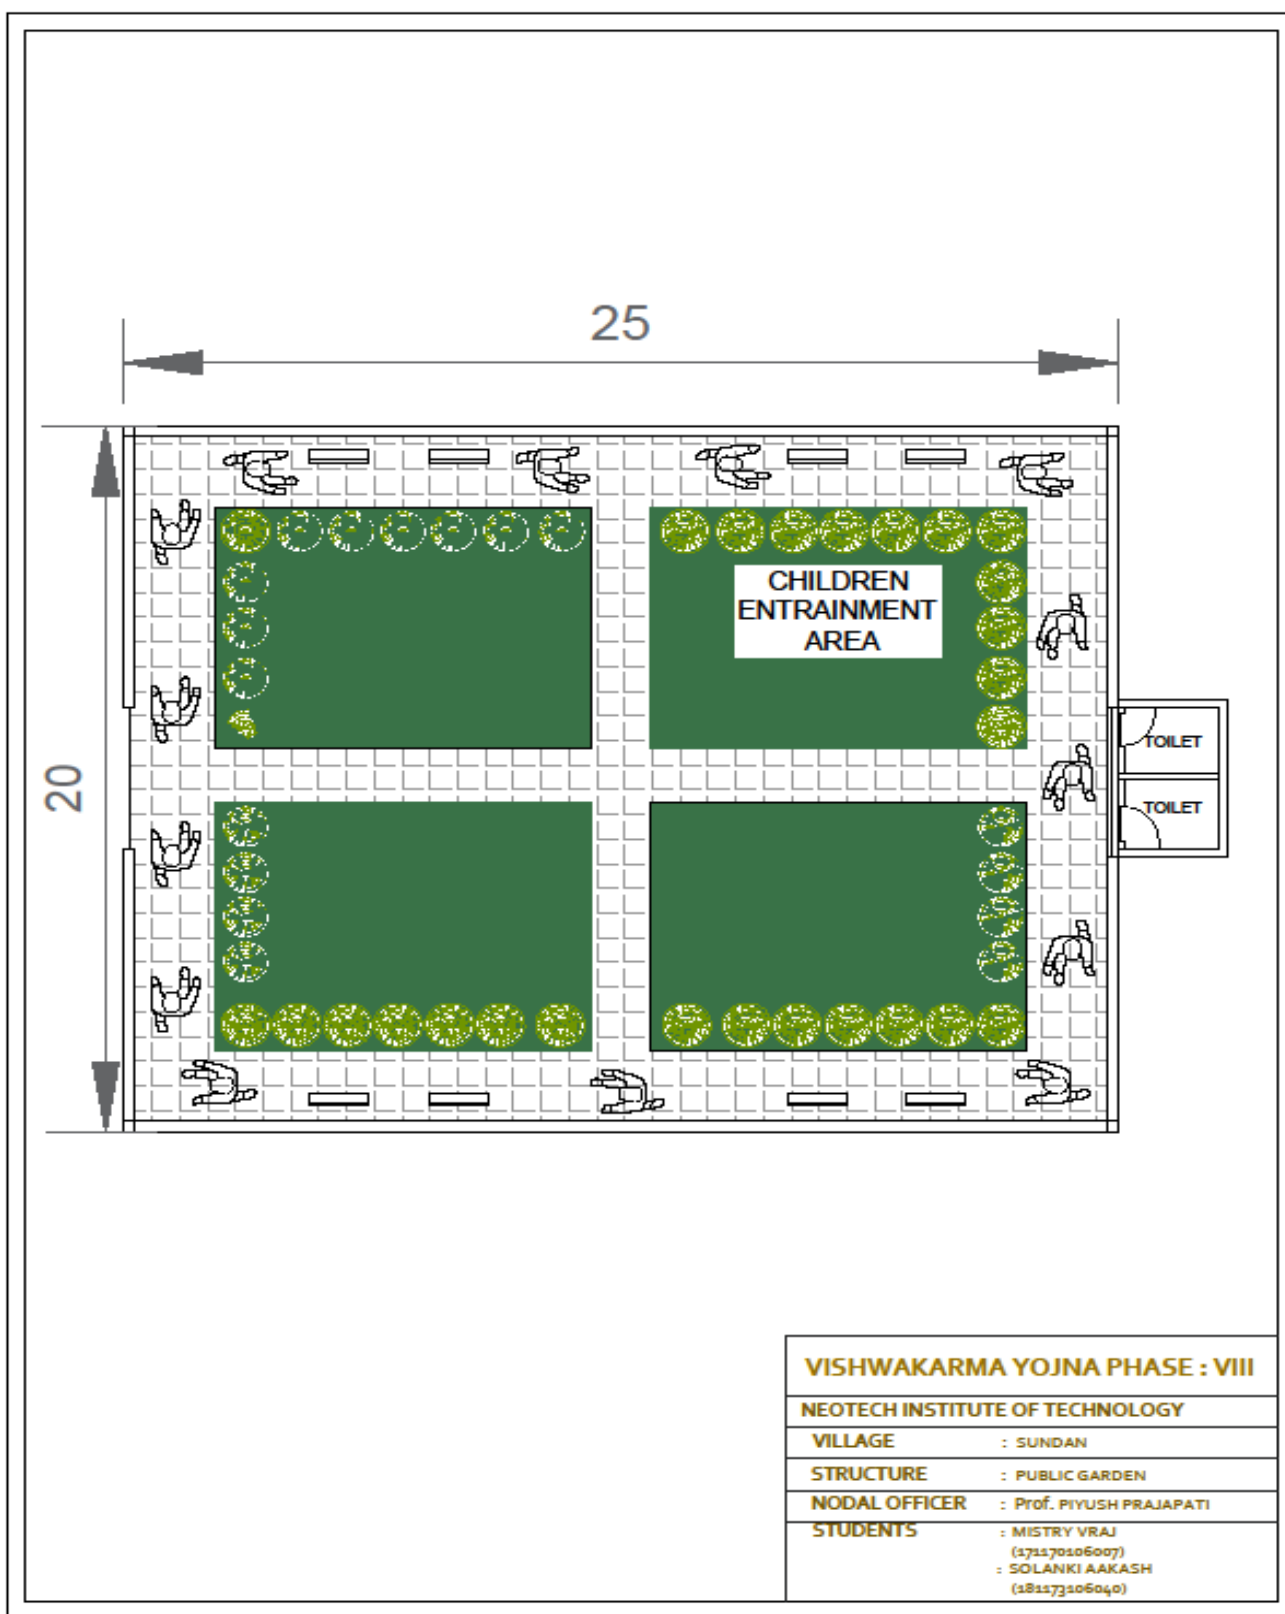 25
20
CHILDREN
ENTRAINMENT
AREA
TOILET
TOILET
VISHWAKARMA YOJNA PHASE : VIII
NEOTECH INSTITUTE OF TECHNOLOGY
VILLAGE : SUNDAN
STRUCTURE : PUBLIC GARDEN
NODAL OFFICER : Prof. PIYUSH PRAJAPATI
STUDENTS : MISTRY VRAJ
(171170106007)
: SOLANKI AAKASH
(181173106040)